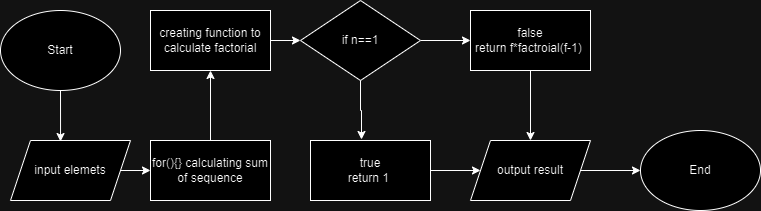 Start
input elemets
for(){} calculating sum
of sequence
creating function to
calculate factorial
if n==1
false
return f*factroial(f-1)
true
return 1
output result
End